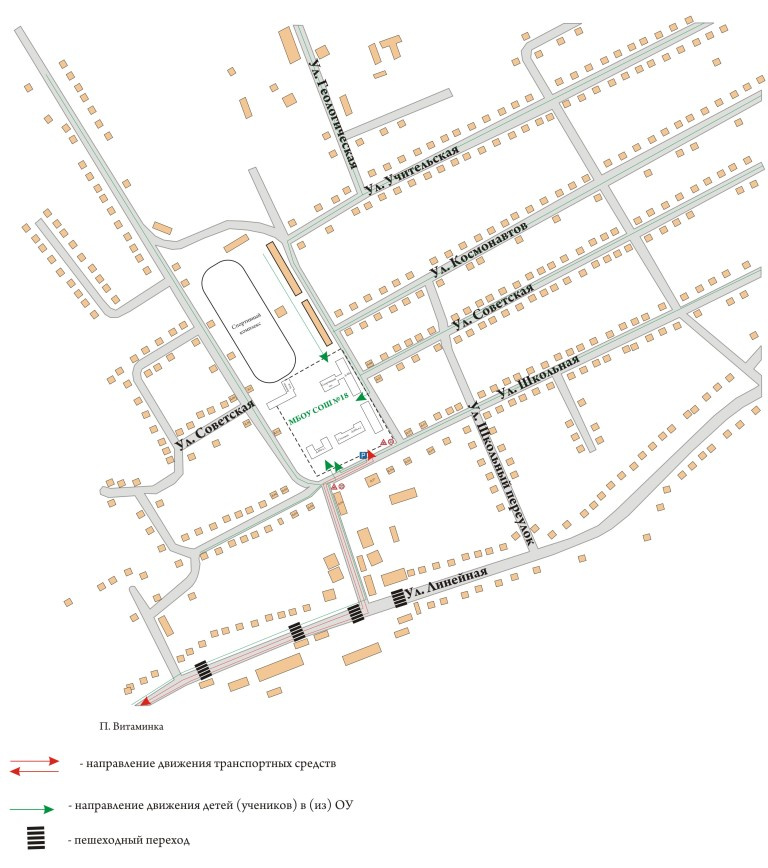 Ул. Геологическая
Ул. Учительская
Ул. Космонавтов
Ул. Советская
Спортивный
комплекс
МБОУ СОШ №18
Ул. Школьная
Ул. Советская
Ул. Школьный переулок
P
Ул. Линейная
П. Витаминка
- направление движения транспортных средств
- направление движения детей (учеников) в (из) ОУ
- пешеходный переход